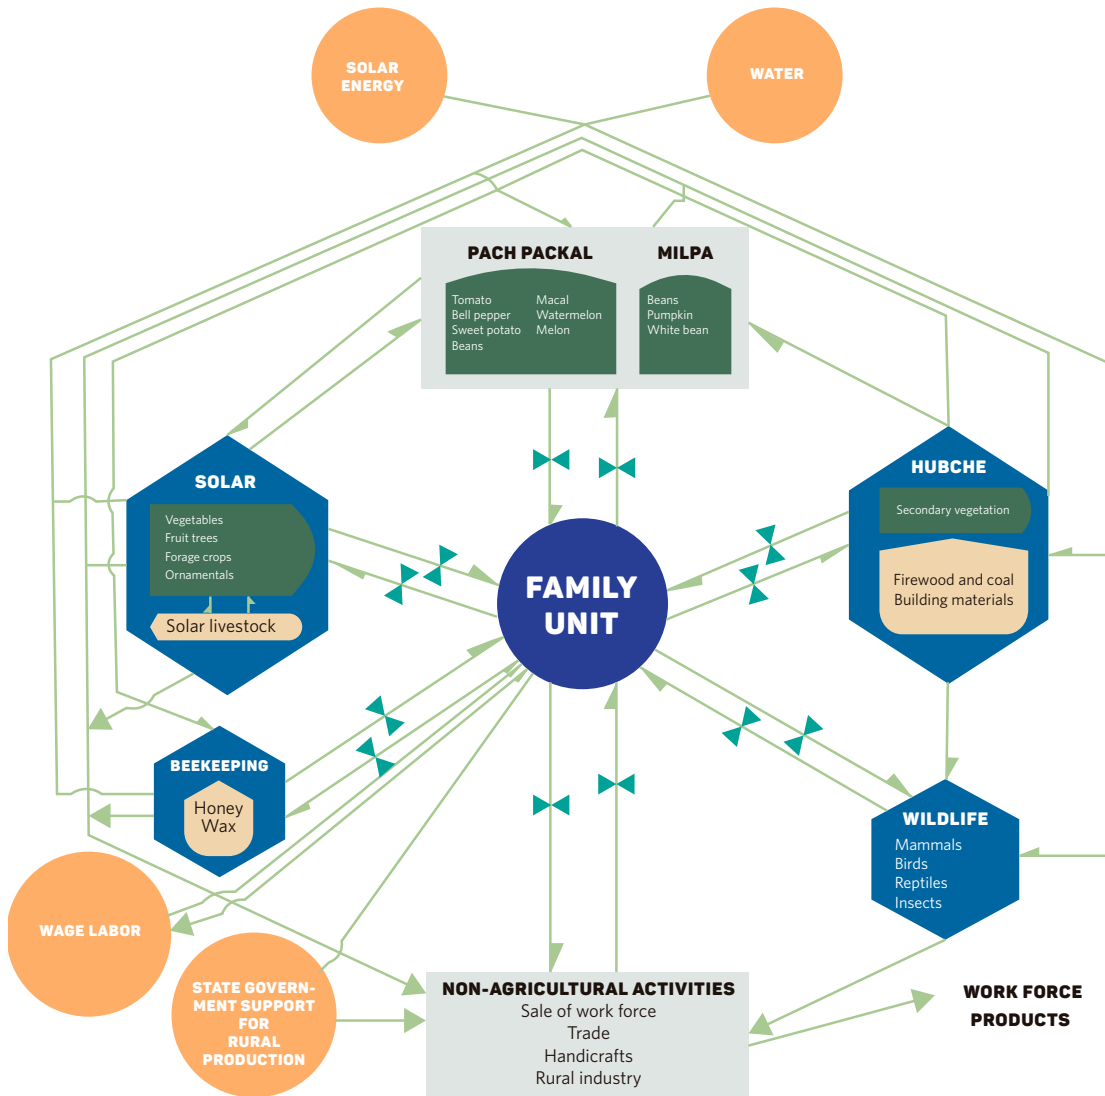 SOLAR
ENERGY
WATER
PACH PACKAL
Tomato
Bell pepper
Sweet potato
Beans
Macal
Watermelon
Melon
MILPA
Beans
Pumpkin
White bean
SOLAR
Vegetables
Fruit trees
Forage crops
Ornamentals
Solar livestock
FAMILY
UNIT
HUBCHE
Secondary vegetation
Firewood and coal
Building materials
BEEKEEPING
Honey
Wax
WILDLIFE
Mammals
Birds
Reptiles
Insects
WAGE LABOR
STATE GOVERN-
MENT SUPPORT
FOR
RURAL
PRODUCTION
NON-AGRICULTURAL ACTIVITIES
Sale of work force
Trade
Handicrafts
Rural industry
WORK FORCE
PRODUCTS